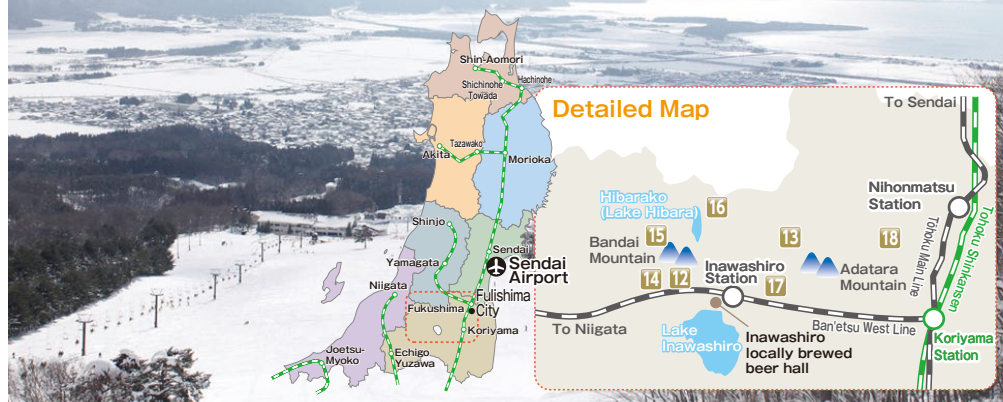 Shin-Aomori
Hachinohe
Shichinohe
Towada
Tazawako
Akita
Morioka
Shinjo
Sendai
Yamagata
Sendai
Airport
Niigata
Fukushima
Fulishima
City
Koriyama
Joetsu-
Myoko
Echigo
Yuzawa
Detailed Map
To Sendai
Nihonmatsu
Station
Hibarako
(Lake Hibara)
16
15
13
18
Bandai
Mountain
Adatara
Mountain
14
12
Inawashiro
Station
17
Tohoku Main Line
Tohoku Shinkansen
To Niigata
Ban'etsu West Line
Koriyama
Station
Lake
Inawashiro
Inawashiro
locally brewed
beer hall